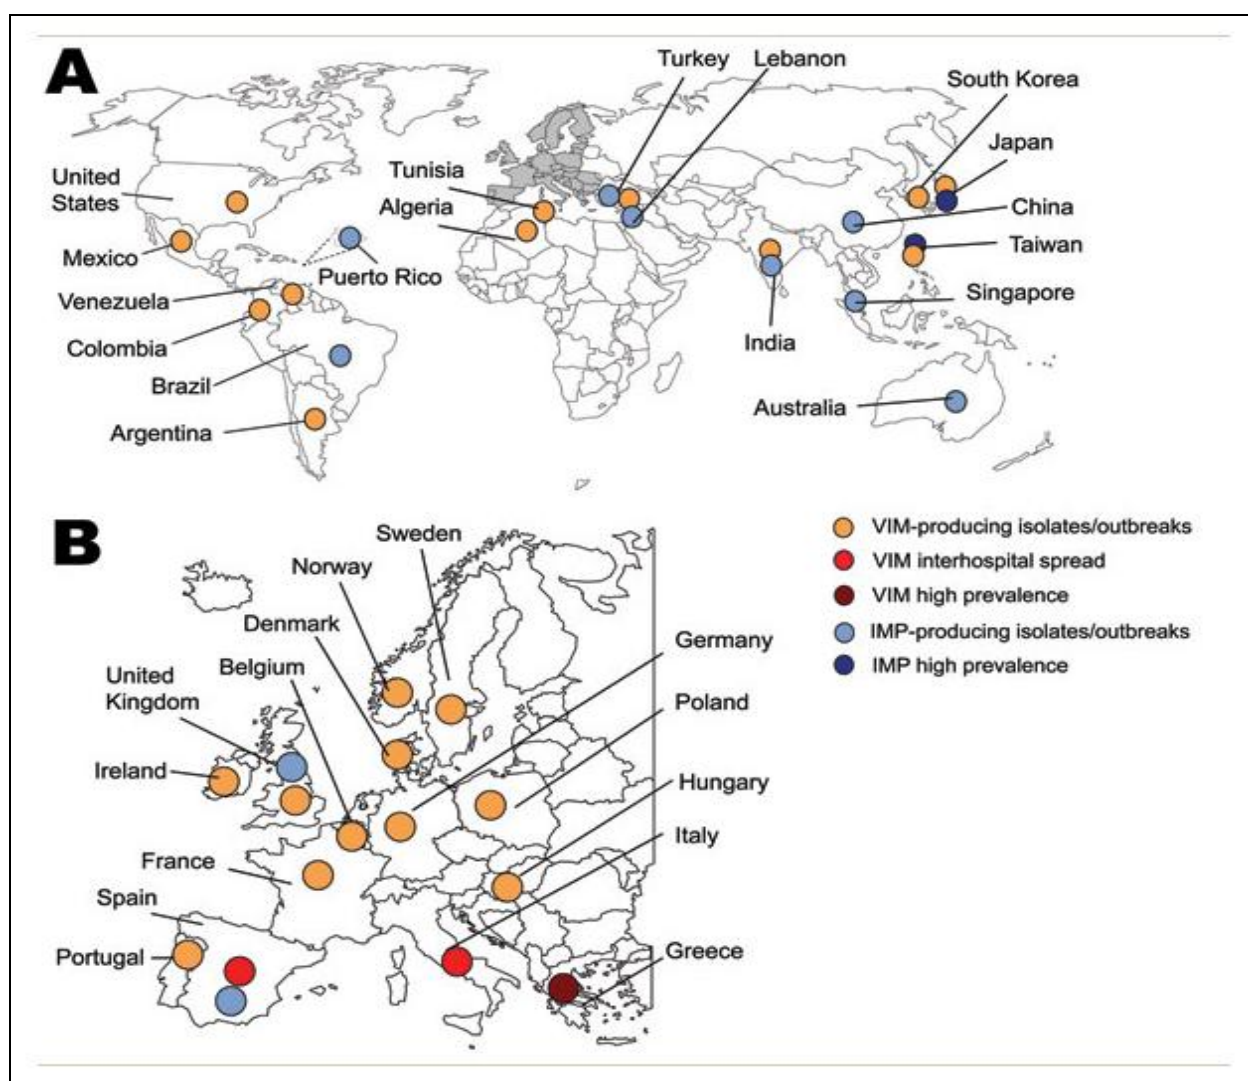 A
Turkey
Lebanon
South Korea
Japan
Tunisia
United
States
Algeria
China
Taiwan
Mexico
Puerto Rico
Venezuela
Singapore
India
Colombia
Brazil
Australia
Argentina
B
Sweden
VIM-producing isolates/outbreaks
VIM interhospital spread
VIM high prevalence
IMP-producing isolates/outbreaks
IMP high prevalence
Norway
Denmark
Germany
Belgium
United
Kingdom
Poland
Ireland
Hungary
Italy
France
Spain
Portugal
Greece